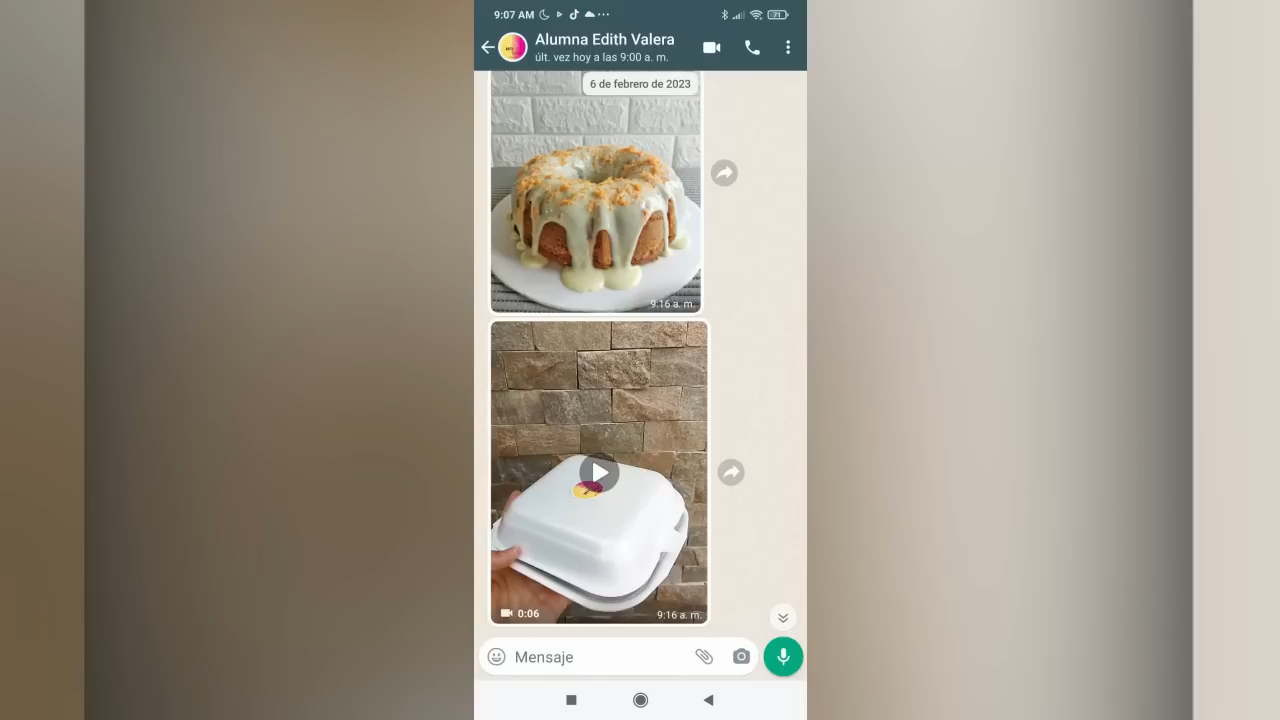 9:07 AM
71
Alumna Edith Valera
últ. vez hoy a las 9:00 a. m.
6 de febrero de 2023
9:16 a. m.
0:06
9:16 a. m.
Mensaje